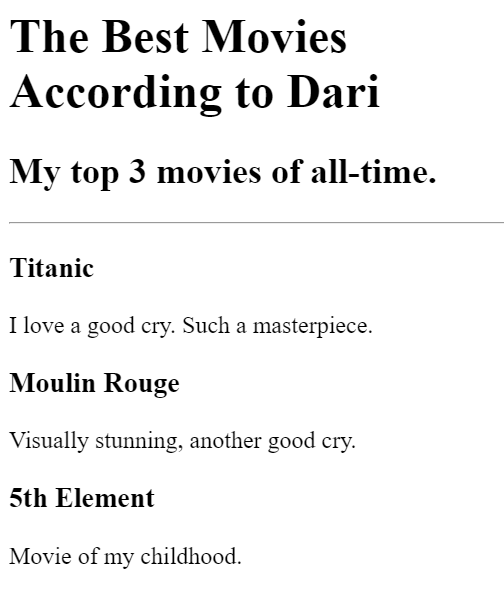 The Best Movies
According to Dari
My top 3 movies of all-time.
Titanic
I love a good cry. Such a masterpiece.
Moulin Rouge
Visually stunning, another good cry.
5th Element
Movie of my childhood.